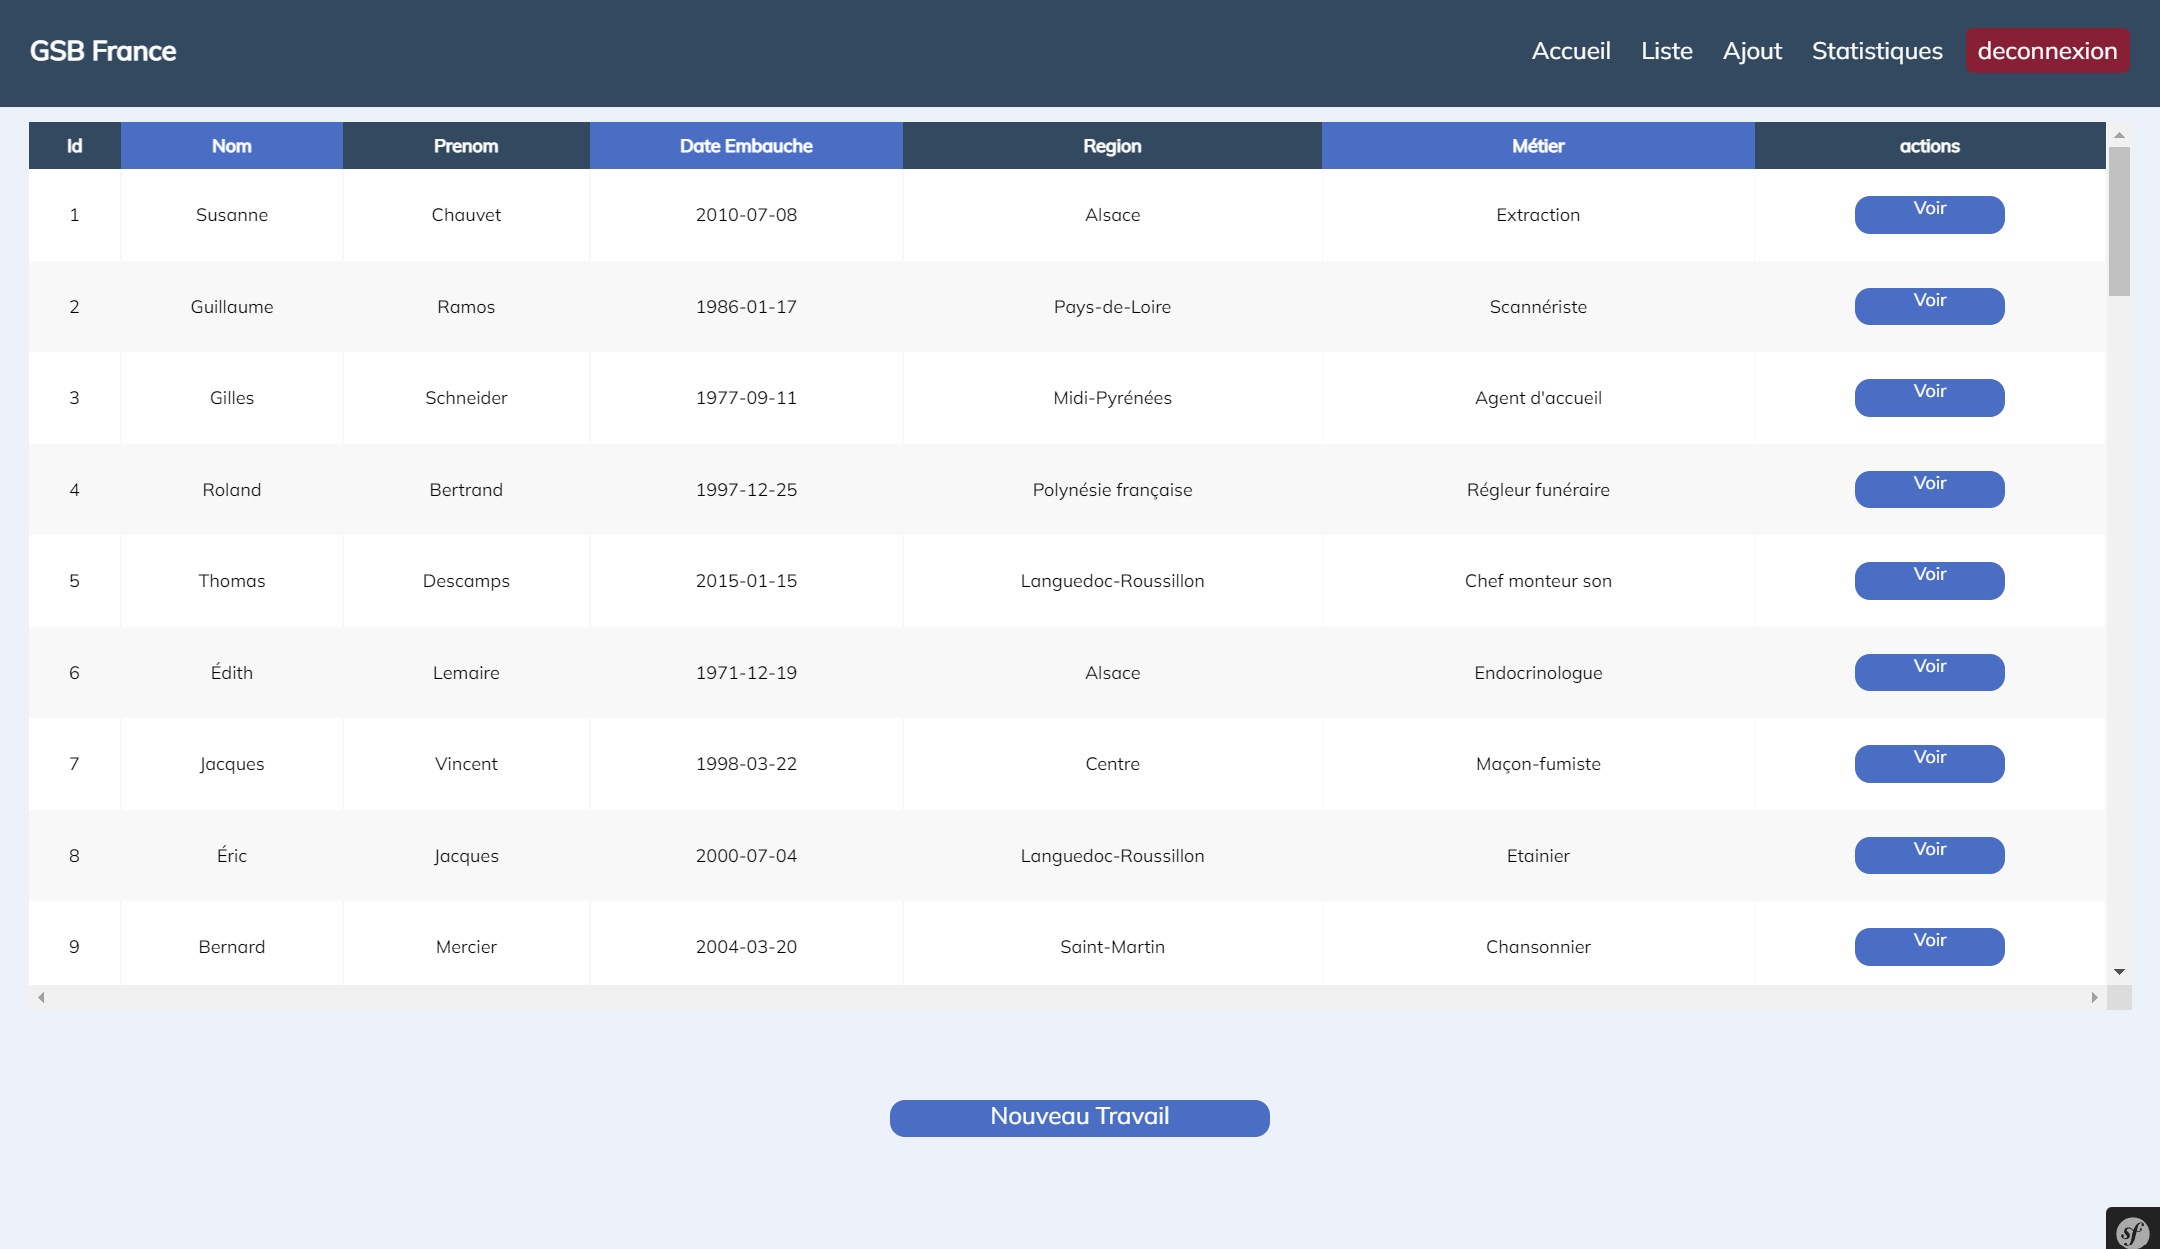 GSB France Accueil Liste Ajout Statistiques deconnexion
Id Nom Prenom Date Embauche Region Métier actions
1 Susanne Chauvet 2010-07-08 Alsace Extraction Voir
2 Guillaume Ramos 1986-01-17 Pays-de-Loire Scannériste Voir
3 Gilles Schneider 1977-09-11 Midi-Pyrénées Agent d'accueil Voir
4 Roland Bertrand 1997-12-25 Polynésie française Régleur funéraire Voir
5 Thomas Descamps 2015-01-15 Languedoc-Roussillon Chef monteur son Voir
6 Édith Lemaire 1971-12-19 Alsace Endocrinologue Voir
7 Jacques Vincent 1998-03-22 Centre Maçon-fumiste Voir
8 Éric Jacques 2000-07-04 Languedoc-Roussillon Etainier Voir
9 Bernard Mercier 2004-03-20 Saint-Martin Chansonnier Voir
Nouveau Travail
sf